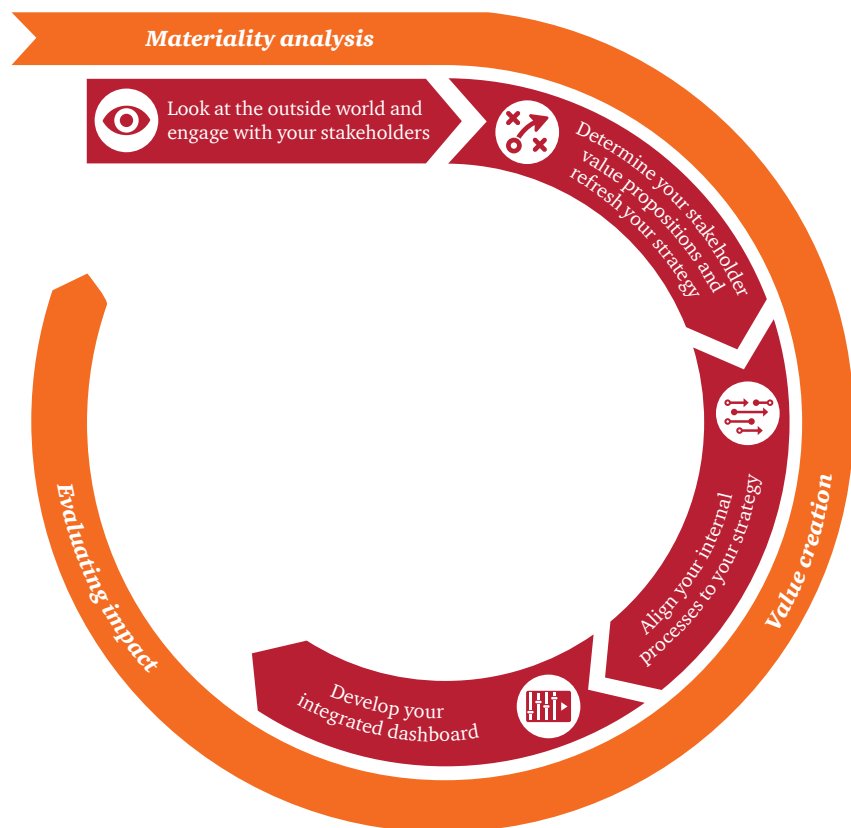 Materiality analysis
Look at the outside world and
engage with your stakeholders
Determine your stakeholder
value propositions and
refresh your strategy
Align your internal
processes to your strategy
Value creation
Develop your
integrated dashboard
Evaluating impact